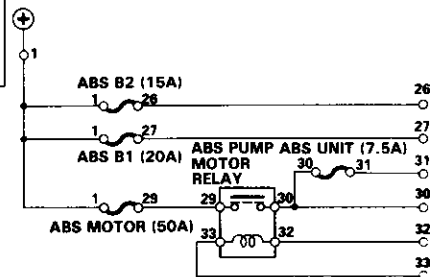 +
1
ABS B2 (15A)
1 26 26
1 27 27
ABS B1 (20A)
ABS PUMP MOTOR RELAY
ABS UNIT (7.5A)
30 31 31
1 29 29 30 30
ABS MOTOR (50A)
33 32 32
33